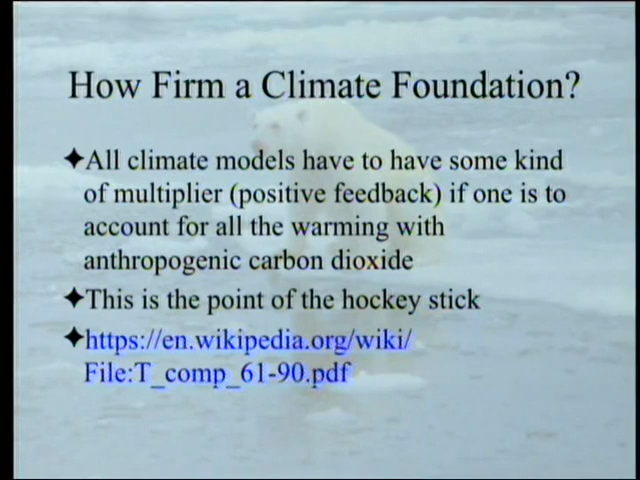 How Firm a Climate Foundation?
✦All climate models have to have some kind
of multiplier (positive feedback) if one is to
account for all the warming with
anthropogenic carbon dioxide
✦This is the point of the hockey stick
✦https://en.wikipedia.org/wiki/
File:T_comp_61-90.pdf